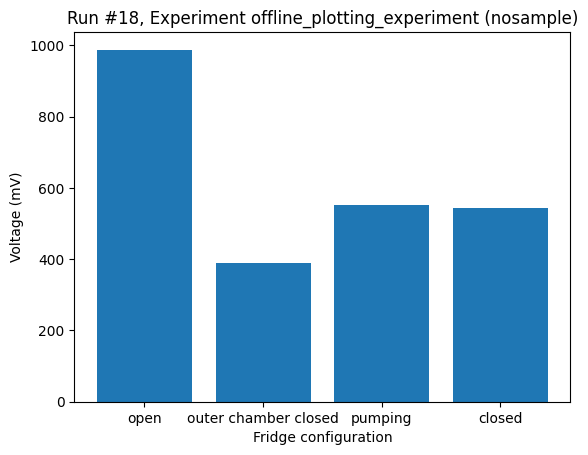 Run #18, Experiment offline_plotting_experiment (nosample)
1000
800
600
400
200
0
Voltage (mV)
open
outer chamber closed
pumping
closed
Fridge configuration